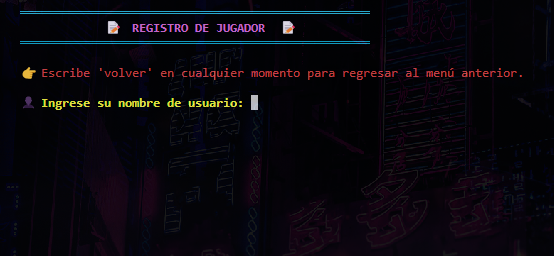 📝 REGISTRO DE JUGADOR 📝
👉 Escribe 'volver' en cualquier momento para regresar al menú anterior.
👤 Ingrese su nombre de usuario: